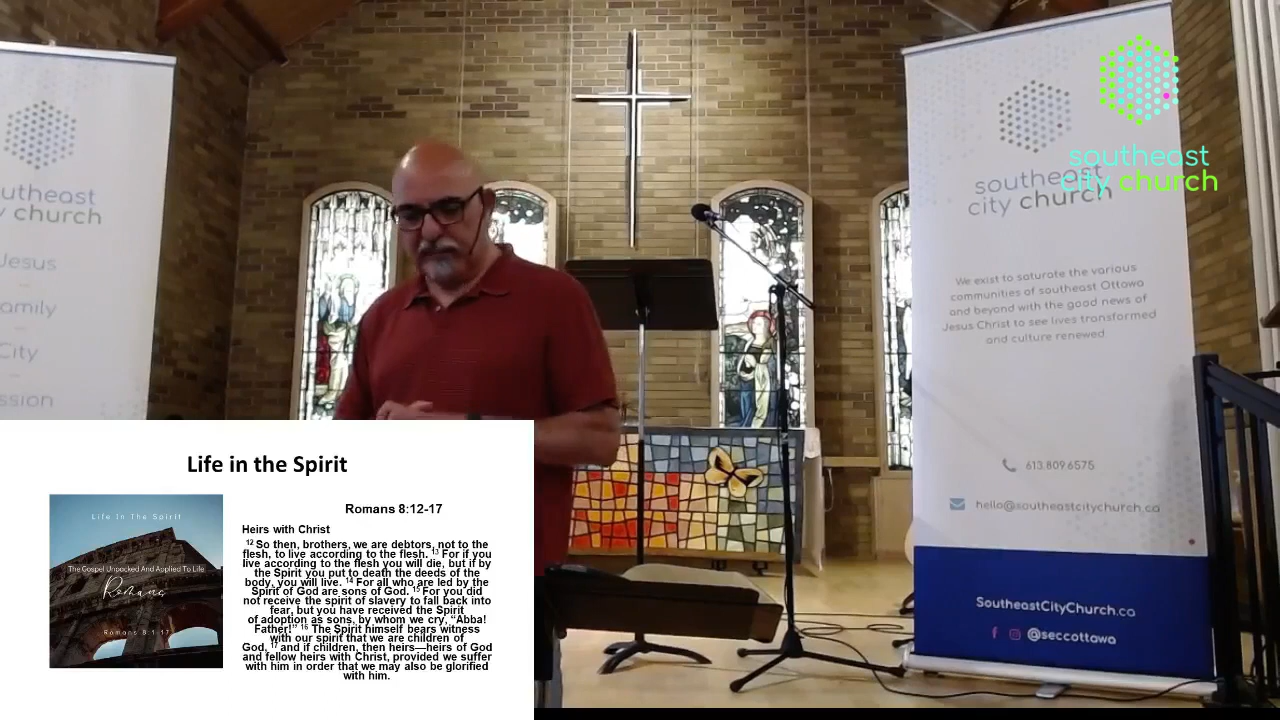 utheast
y church
Jesus
amily
City
ssion
southeast
city church
southeast
city church
We exist to saturate the various
communities of southeast Ottawa
and beyond with the good news of
Jesus Christ to see lives transformed
and culture renewed.
613.809.6575
hello@southeastcitychurch.ca
SoutheastCityChurch.ca
@seccottawa
Life in the Spirit
Life In The Spirit
The Gospel Unpacked And Applied To Life
Romans
Romans 8:1-17
Romans 8:12-17
Heirs with Christ
12 So then, brothers, we are debtors, not to the
flesh, to live according to the flesh. 13 For if you
live according to the flesh you will die, but if by
the Spirit you put to death the deeds of the
body, you will live. 14 For all who are led by the
Spirit of God are sons of God. 15 For you did
not receive the spirit of slavery to fall back into
fear, but you have received the Spirit
of adoption as sons, by whom we cry, “Abba!
Father!” 16 The Spirit himself bears witness
with our spirit that we are children of
God, 17 and if children, then heirs—heirs of God
and fellow heirs with Christ, provided we suffer
with him in order that we may also be glorified
with him.